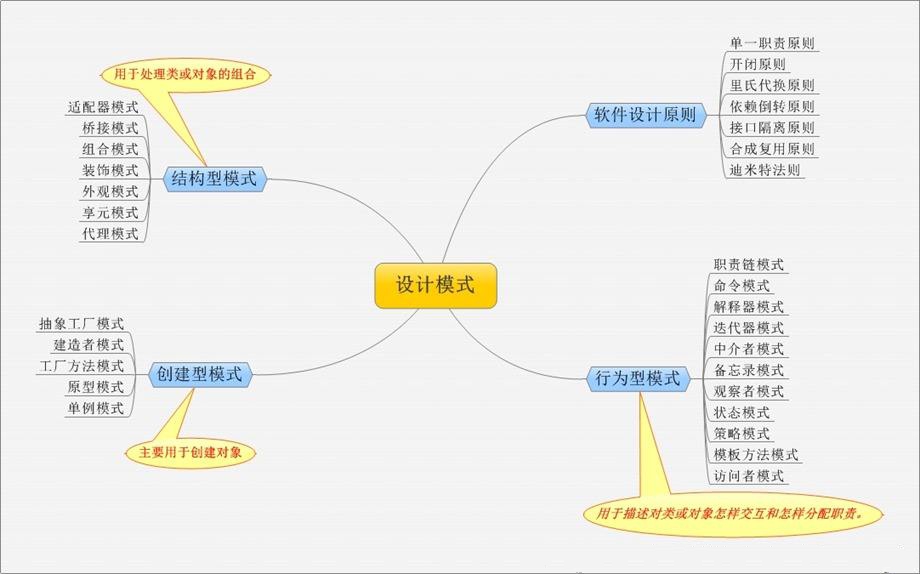 设计模式
软件设计原则
单一职责原则
开闭原则
里氏代换原则
依赖倒转原则
接口隔离原则
合成复用原则
迪米特法则
用于处理类或对象的组合
结构型模式
适配器模式
桥接模式
组合模式
装饰模式
外观模式
享元模式
代理模式
创建型模式
抽象工厂模式
建造者模式
工厂方法模式
原型模式
单例模式
主要用于创建对象
行为型模式
职责链模式
命令模式
解释器模式
迭代器模式
中介者模式
备忘录模式
观察者模式
状态模式
策略模式
模板方法模式
访问者模式
用于描述对类或对象怎样交互和怎样分配职责。